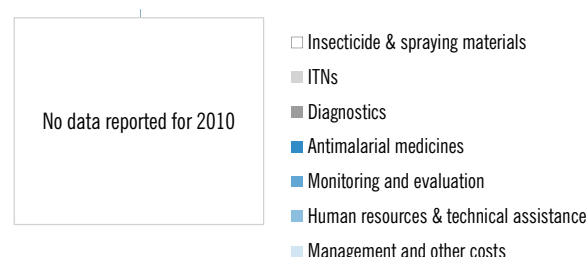 No data reported for 2010
Insecticide & spraying materials
ITNs
Diagnostics
Antimalarial medicines
Monitoring and evaluation
Human resources & technical assistance
Management and other costs